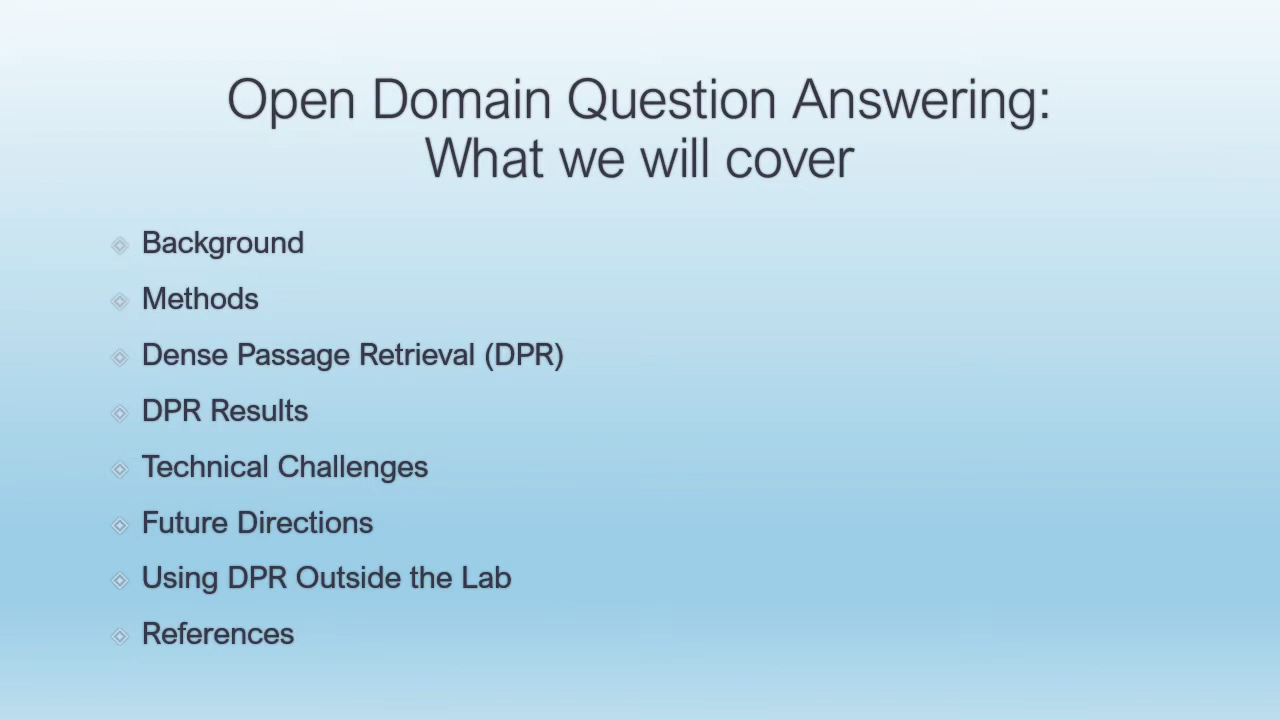 Open Domain Question Answering:
What we will cover
Background
Methods
Dense Passage Retrieval (DPR)
DPR Results
Technical Challenges
Future Directions
Using DPR Outside the Lab
References